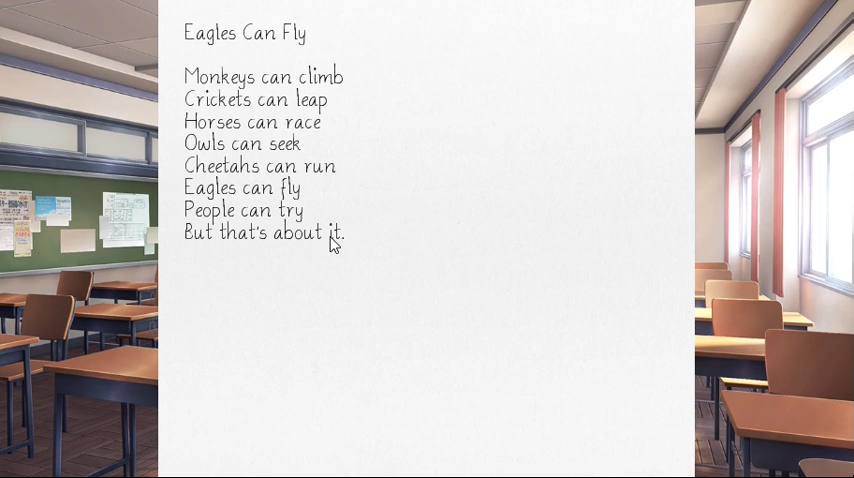 Eagles Can Fly
Monkeys can climb
Crickets can leap
Horses can race
Owls can seek
Cheetahs can run
Eagles can fly
People can try
But that's about it.